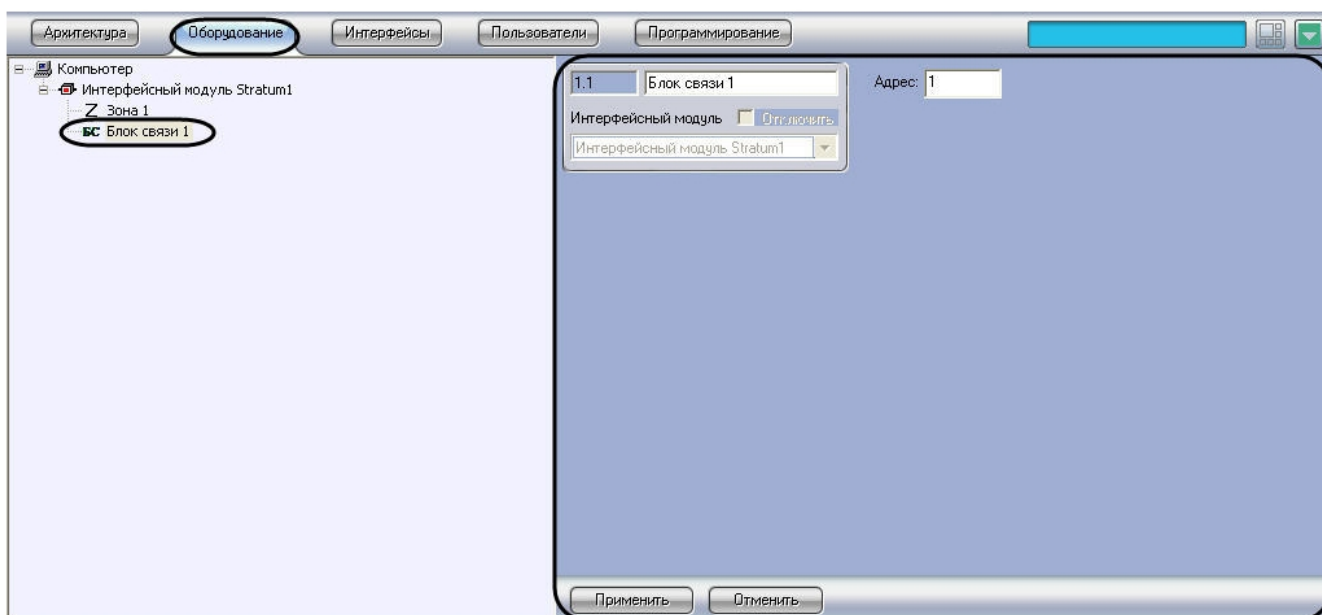 Архитектура Оборудование Интерфейсы Пользователи Программирование
Компьютер
Интерфейсный модуль Stratum1
Z Зона 1
БС Блок связи 1
1.1 Блок связи 1 Адрес: 1
Интерфейсный модуль Отключить
Интерфейсный модуль Stratum1
Применить Отменить